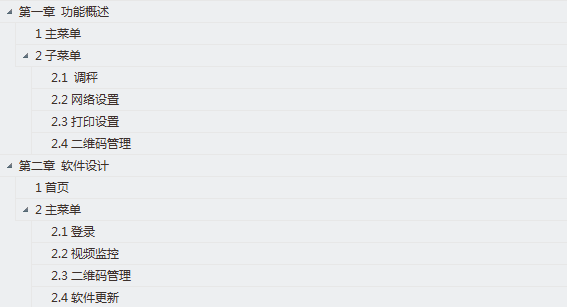 第一章 功能概述
1 主菜单
2 子菜单
2.1 调秤
2.2 网络设置
2.3 打印设置
2.4 二维码管理
第二章 软件设计
1 首页
2 主菜单
2.1 登录
2.2 视频监控
2.3 二维码管理
2.4 软件更新